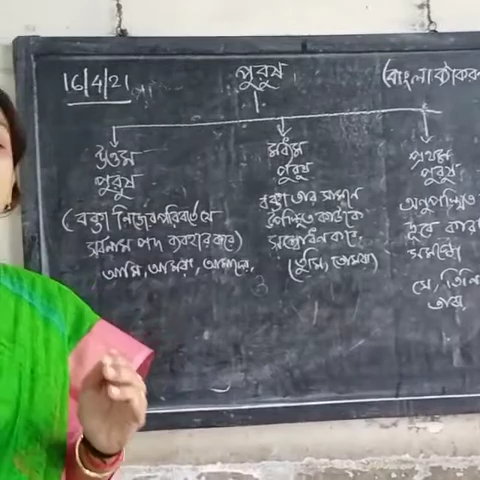 16/4/21
পুরুষ
(বাংলা ব্যাকরণ
উত্তম
পুরুষ
(বক্তা নিজের পরিবর্তে যে
সর্বনাম পদ ব্যবহার করে)
আমি, আমরা, আমাদের,
মধ্যম
পুরুষ
বক্তা তার সামনে
উপস্থিত কাউকে
সম্বোধন করে,
(তুমি, তোমরা)
প্রথম
পুরুষ
অনুপস্থিত
দূরে কারো
সে, তিনি